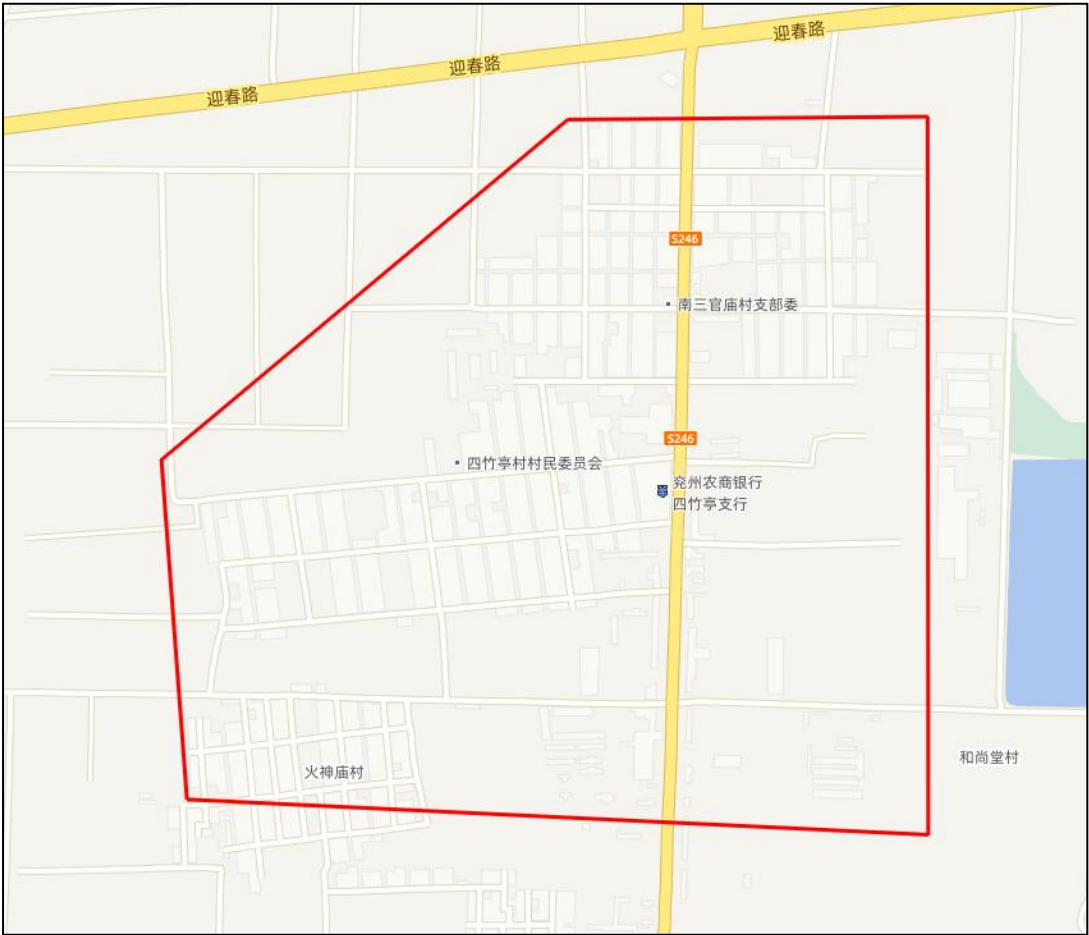 迎春路
迎春路
迎春路
S246
南三官庙村支部委
S246
四竹亭村村民委员会
兖州农商银行
四竹亭支行
和尚堂村
火神庙村